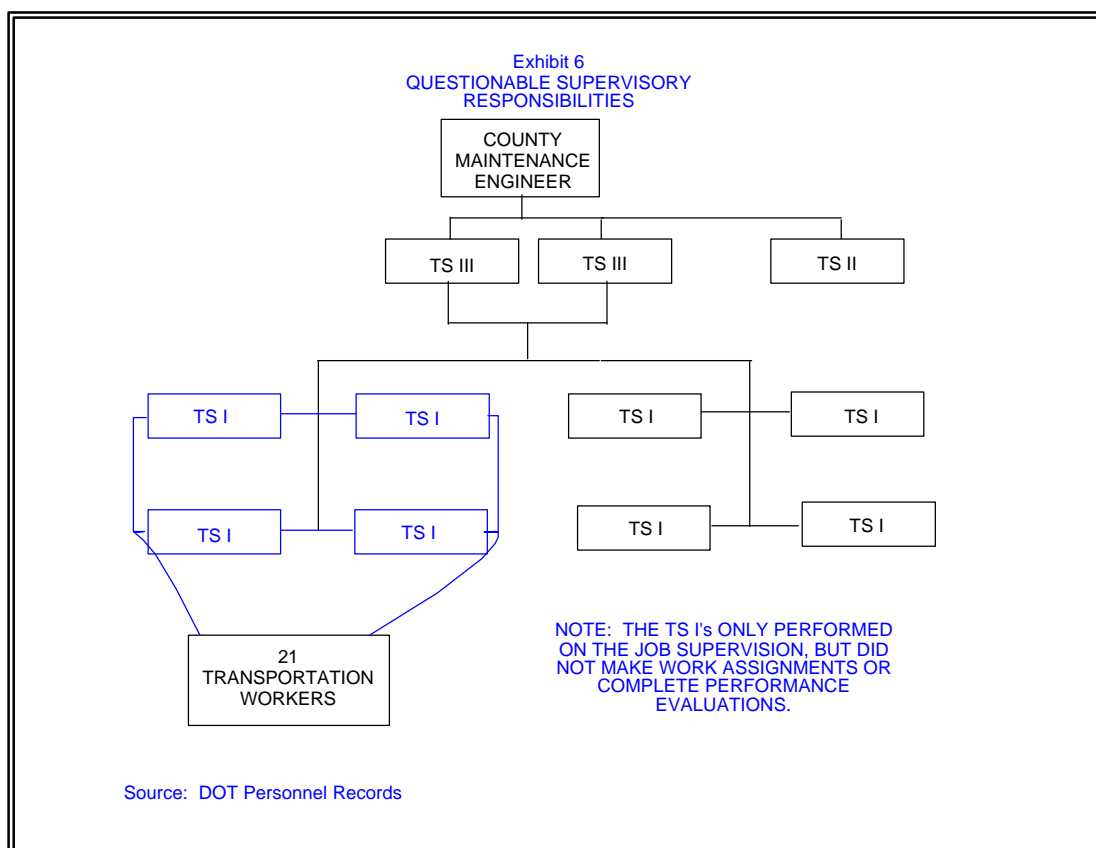 Exhibit 6
QUESTIONABLE SUPERVISORY
RESPONSIBILITIES
COUNTY
MAINTENANCE
ENGINEER
TS III
TS III
TS II
TS I
TS I
TS I
TS I
TS I
TS I
TS I
TS I
21
TRANSPORTATION
WORKERS
NOTE: THE TS I's ONLY PERFORMED
ON THE JOB SUPERVISION, BUT DID
NOT MAKE WORK ASSIGNMENTS OR
COMPLETE PERFORMANCE
EVALUATIONS.
Source: DOT Personnel Records